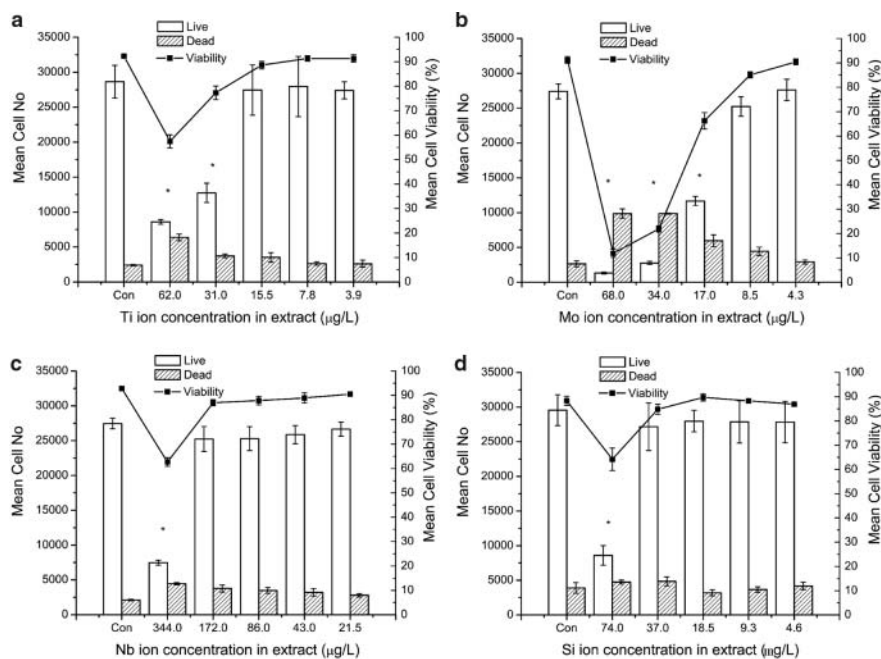 a
Live
Dead
Viability
35000
30000
25000
20000
15000
10000
5000
0
Mean Cell No
100
90
80
70
60
50
40
30
20
10
0
Mean Cell Viability (%)
*
*
Con 62.0 31.0 15.5 7.8 3.9
Ti ion concentration in extract (μg/L)
b
Live
Dead
Viability
35000
30000
25000
20000
15000
10000
5000
0
Mean Cell No
100
90
80
70
60
50
40
30
20
10
0
Mean Cell Viability (%)
*
*
*
Con 68.0 34.0 17.0 8.5 4.3
Mo ion concentration in extract (μg/L)
c
Live
Dead
Viability
35000
30000
25000
20000
15000
10000
5000
0
Mean Cell No
100
90
80
70
60
50
40
30
20
10
0
Mean Cell Viability (%)
*
Con 344.0 172.0 86.0 43.0 21.5
Nb ion concentration in extract (μg/L)
d
Live
Dead
Viability
35000
30000
25000
20000
15000
10000
5000
0
Mean Cell No
100
90
80
70
60
50
40
30
20
10
0
Mean Cell Viability (%)
*
Con 74.0 37.0 18.5 9.3 4.6
Si ion concentration in extract (mg/L)